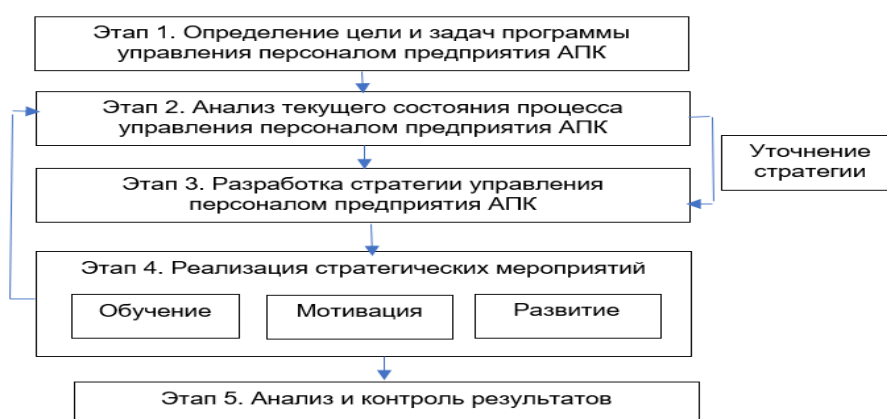 Этап 1. Определение цели и задач программы
управления персоналом предприятия АПК
Этап 2. Анализ текущего состояния процесса
управления персоналом предприятия АПК
Уточнение
стратегии
Этап 3. Разработка стратегии управления
персоналом предприятия АПК
Этап 4. Реализация стратегических мероприятий
Обучение
Мотивация
Развитие
Этап 5. Анализ и контроль результатов